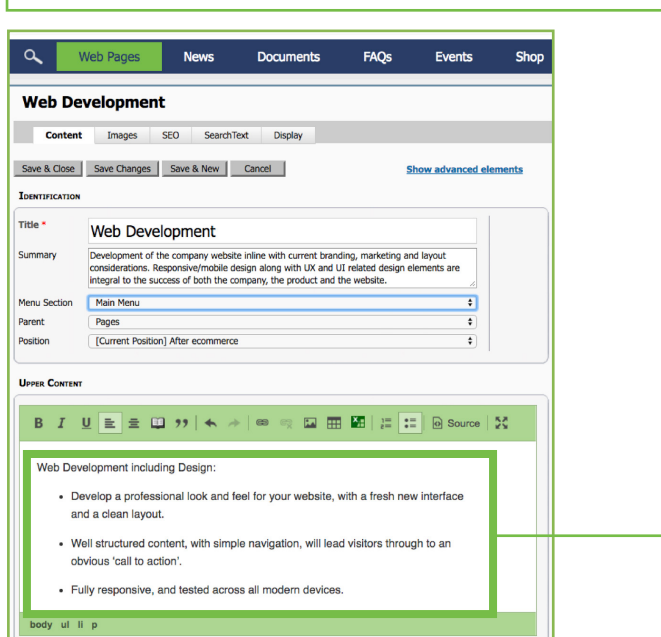 Web Pages News Documents FAQs Events Shop
Web Development
Content Images SEO SearchText Display
Save & Close Save Changes Save & New Cancel Show advanced elements
Identification
Title * Web Development
Summary Development of the company website inline with current branding, marketing and layout
considerations. Responsive/mobile design along with UX and UI related design elements are
integral to the success of both the company, the product and the website.
Menu Section Main Menu
Parent Pages
Position [Current Position] After ecommerce
Upper Content
B I U Source
Web Development including Design:
• Develop a professional look and feel for your website, with a fresh new interface
and a clean layout.
• Well structured content, with simple navigation, will lead visitors through to an
obvious 'call to action'.
• Fully responsive, and tested across all modern devices.
body ul li p